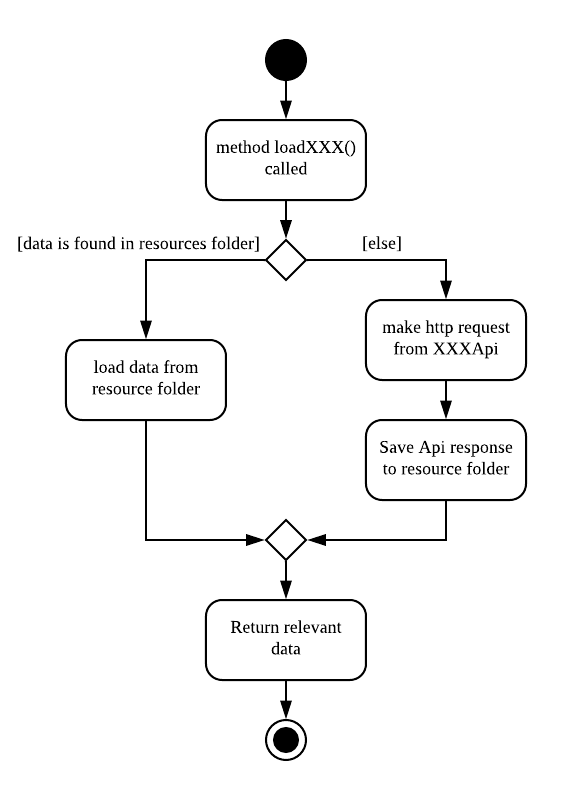 method loadXXX()
called
[data is found in resources folder]
[else]
make http request
from XXXApi
load data from
resource folder
Save Api response
to resource folder
Return relevant
data